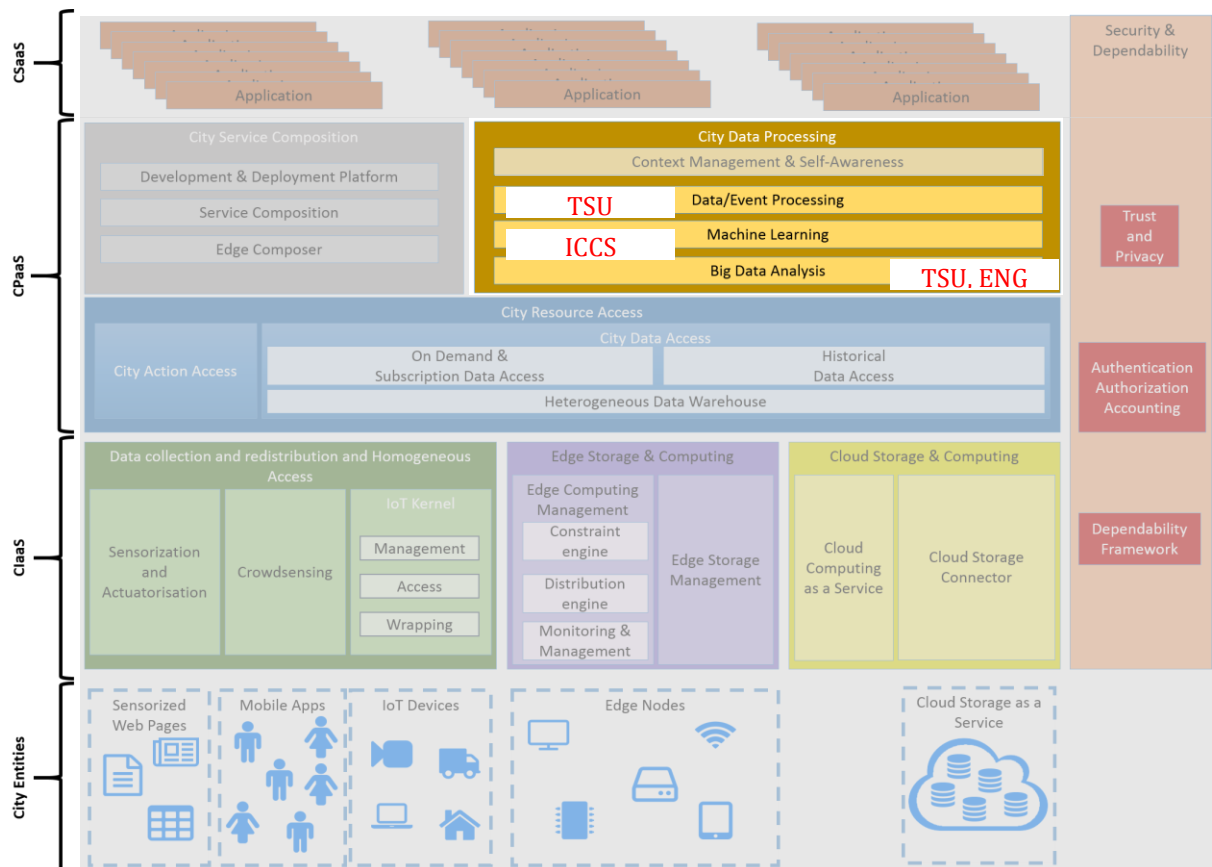 CSaaS
Application
Application
Application
Security &
Dependability
CPaaS
City Service Composition
Development & Deployment Platform
Service Composition
Edge Composer
City Data Processing
Context Management & Self-Awareness
TSU
Data/Event Processing
ICCS
Machine Learning
Big Data Analysis
TSU, ENG
Trust
and
Privacy
City Resource Access
City Action Access
City Data Access
On Demand &
Subscription Data Access
Historical
Data Access
Heterogeneous Data Warehouse
Authentication
Authorization
Accounting
CIaaS
Data collection and redistribution and Homogeneous
Access
Sensorization
and
Actuatorisation
Crowdsensing
IoT Kernel
Management
Access
Wrapping
Edge Storage & Computing
Edge Computing
Management
Constraint
engine
Distribution
engine
Monitoring &
Management
Edge Storage
Management
Cloud Storage & Computing
Cloud
Computing
as a Service
Cloud Storage
Connector
Dependability
Framework
City Entities
Sensorized
Web Pages
Mobile Apps
IoT Devices
Edge Nodes
Cloud Storage as a
Service